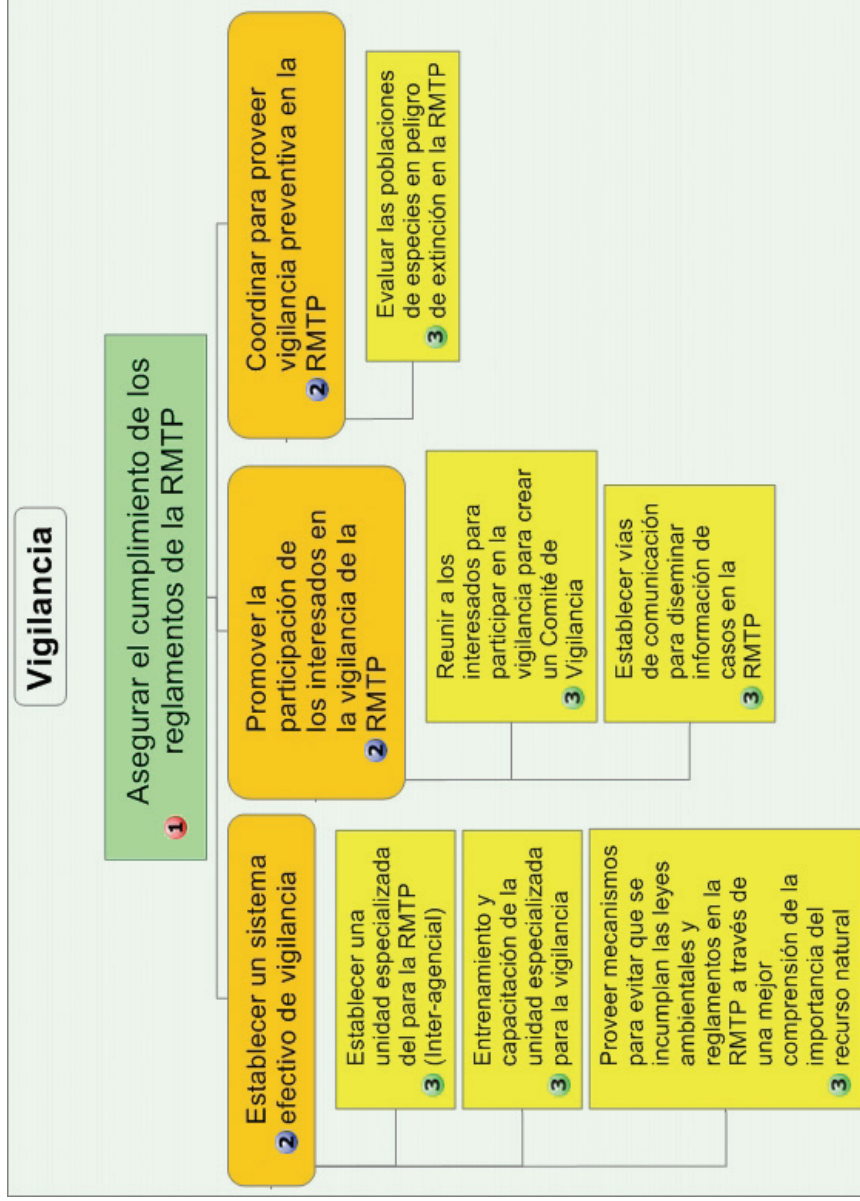 Vigilancia
Asegurar el cumplimiento de los
1 reglamentos de la RMTP
Establecer un sistema
2 efectivo de vigilancia
Establecer una
unidad especializada
del para la RMTP
3 (Inter-agencial)
Entrenamiento y
capacitación de la
unidad especializada
3 para la vigilancia
Proveer mecanismos
para evitar que se
incumplan las leyes
ambientales y
reglamentos en la
RMTP a través de
una mejor
comprensión de la
importancia del
3 recurso natural
Promover la
participación de
los interesados en
la vigilancia de la
2 RMTP
Reunir a los
interesados para
participar en la
vigilancia para crear
un Comité de
3 Vigilancia
Establecer vías
de comunicación
para diseminar
información de
casos en la
3 RMTP
Coordinar para proveer
vigilancia preventiva en la
2 RMTP
Evaluar las poblaciones
de especies en peligro
3 de extinción en la RMTP